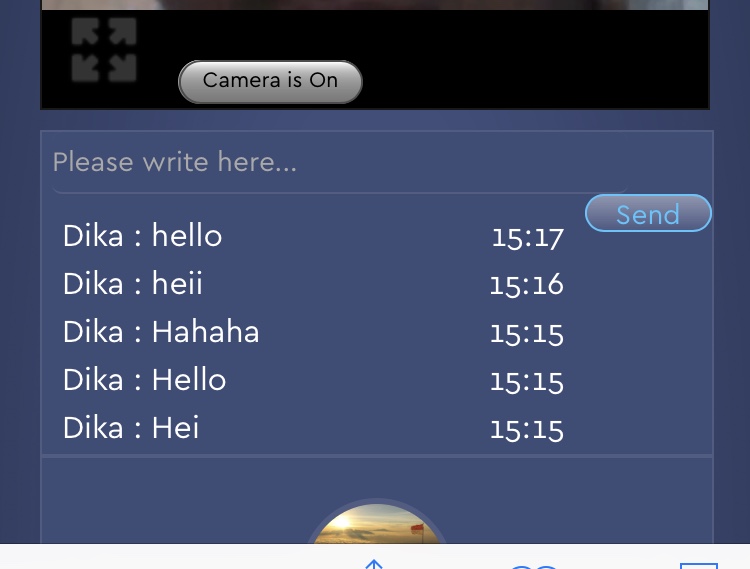 Camera is On
Please write here...
Send
Dika : hello 15:17
Dika : heii 15:16
Dika : Hahaha 15:15
Dika : Hello 15:15
Dika : Hei 15:15